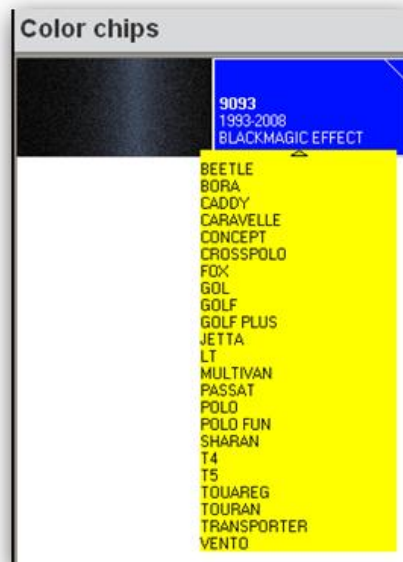 Color chips
9093
1993-2008
BLACKMAGIC EFFECT
BEETLE
BORA
CADDY
CARAVELLE
CONCEPT
CROSSPOLO
FOX
GOL
GOLF
GOLF PLUS
JETTA
LT
MULTIVAN
PASSAT
POLO
POLO FUN
SHARAN
T4
T5
TOUAREG
TOURAN
TRANSPORTER
VENTO